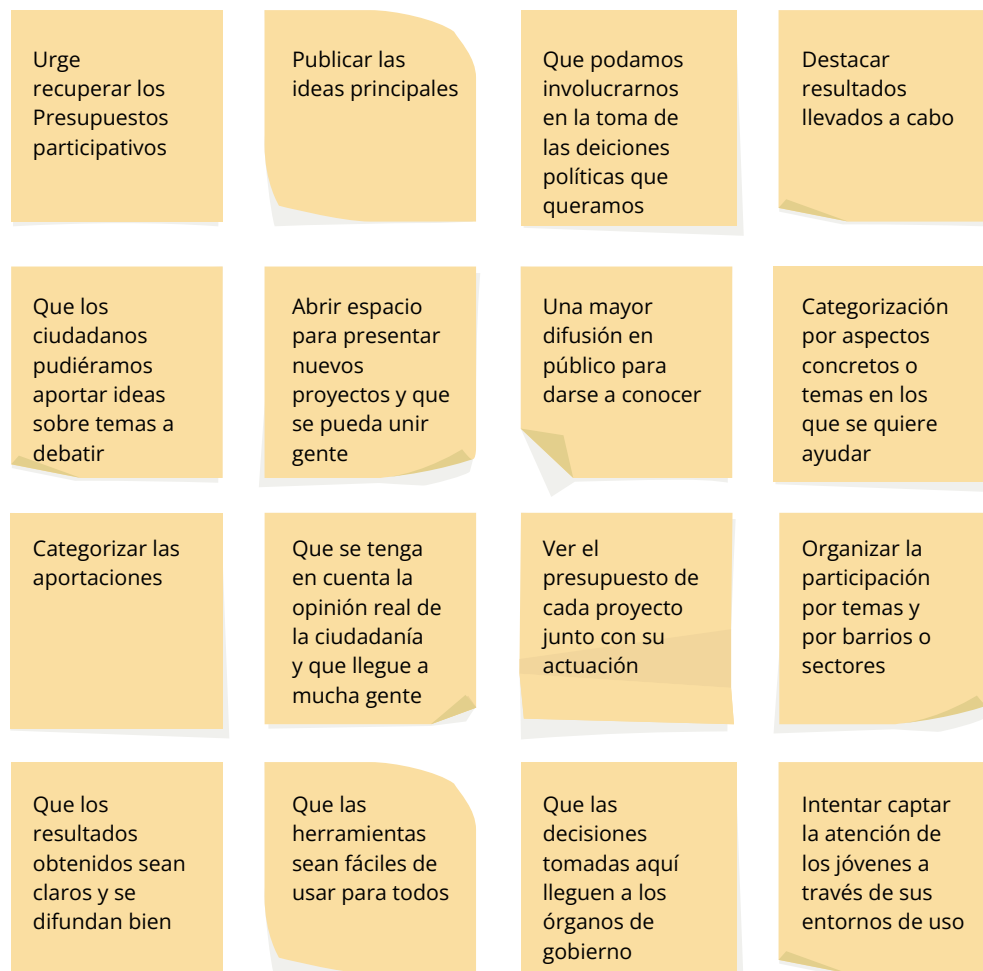 Urge
recuperar los
Presupuestos
participativos
Publicar las
ideas principales
Que podamos
involucrarnos
en la toma de
las deiciones
políticas que
queramos
Destacar
resultados
llevados a cabo
Que los
ciudadanos
pudiéramos
aportar ideas
sobre temas a
debatir
Abrir espacio
para presentar
nuevos
proyectos y que
se pueda unir
gente
Una mayor
difusión en
público para
darse a conocer
Categorización
por aspectos
concretos o
temas en los
que se quiere
ayudar
Categorizar las
aportaciones
Que se tenga
en cuenta la
opinión real de
la ciudadanía
y que llegue a
mucha gente
Ver el
presupuesto de
cada proyecto
junto con su
actuación
Organizar la
participación
por temas y
por barrios o
sectores
Que los
resultados
obtenidos sean
claros y se
difundan bien
Que las
herramientas
sean fáciles de
usar para todos
Que las
decisiones
tomadas aquí
lleguen a los
órganos de
gobierno
Intentar captar
la atención de
los jóvenes a
través de sus
entornos de uso